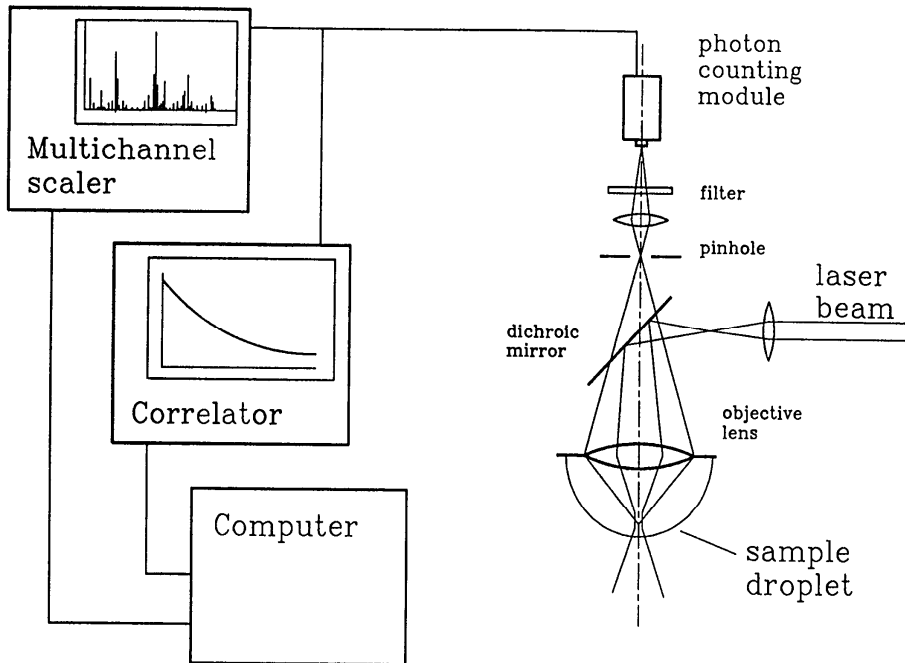 Multichannel
scaler
Correlator
Computer
photon
counting
module
filter
pinhole
laser
beam
dichroic
mirror
objective
lens
sample
droplet